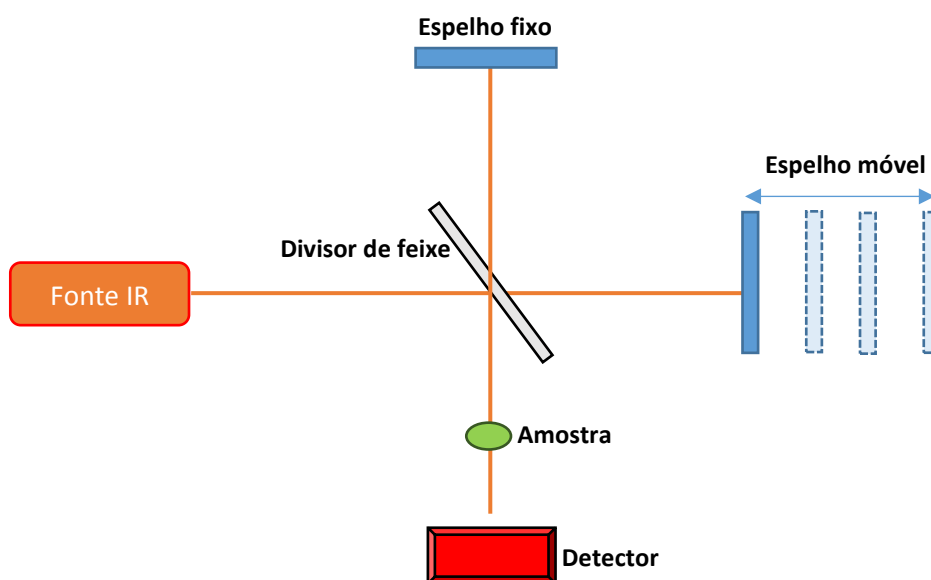 Espelho fixo
Espelho móvel
Divisor de feixe
Fonte IR
Amostra
Detector